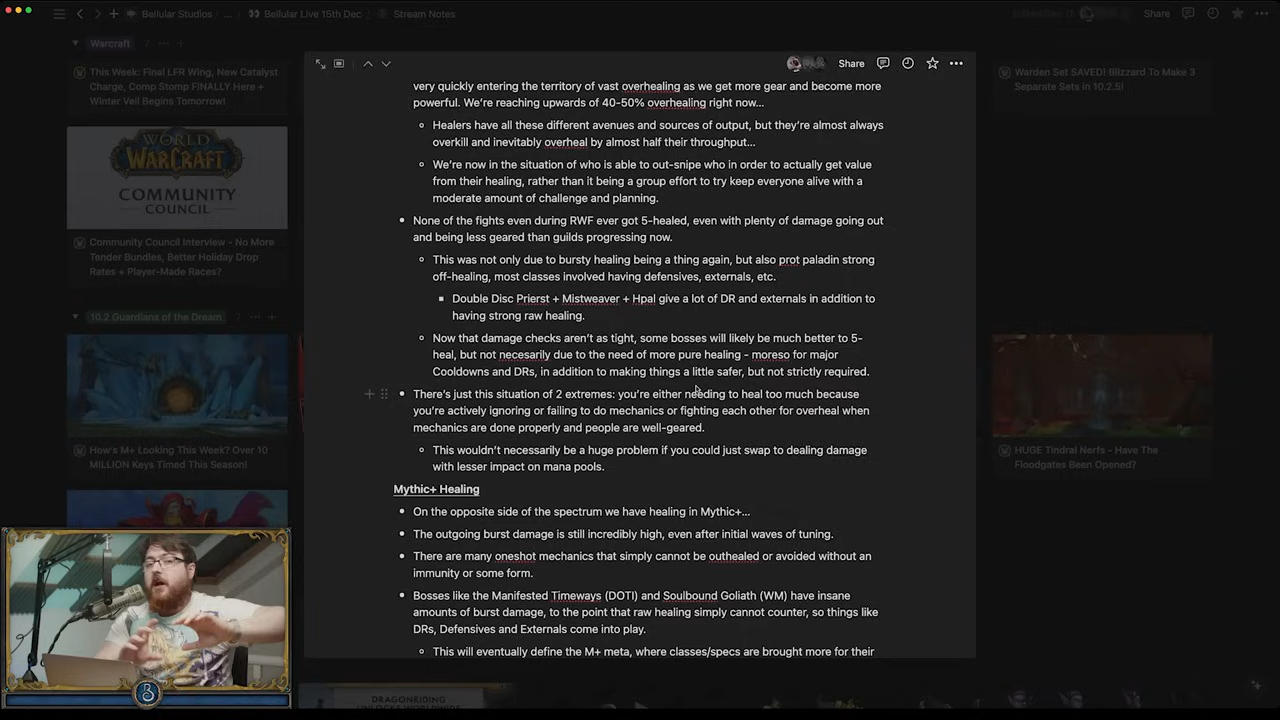 Bellular Studios / ... / 👀 Bellular Live 15th Dec / Stream Notes
Share
Warcraft 7
This Week: Final LFR Wing, New Catalyst
Charge, Comp Stomp FINALLY Here +
Winter Veil Begins Tomorrow!
WORLD
WARCRAFT
COMMUNITY
COUNCIL
Community Council Interview - No More
Tender Bundles, Better Holiday Drop
Rates + Player-Made Races?
10.2 Guardians of the Dream 7
How's M+ Looking This Week? Over 10
MILLION Keys Timed This Season!
Share
very quickly entering the territory of vast overhealing as we get more gear and become more
powerful. We're reaching upwards of 40-50% overhealing right now...
Healers have all these different avenues and sources of output, but they're almost always
overkill and inevitably overheal by almost half their throughput...
We're now in the situation of who is able to out-snipe who in order to actually get value
from their healing, rather than it being a group effort to try keep everyone alive with a
moderate amount of challenge and planning.
None of the fights even during RWF ever got 5-healed, even with plenty of damage going out
and being less geared than guilds progressing now.
This was not only due to bursty healing being a thing again, but also prot paladin strong
off-healing, most classes involved having defensives, externals, etc.
Double Disc Prierst + Mistweaver + Hpal give a lot of DR and externals in addition to
having strong raw healing.
Now that damage checks aren't as tight, some bosses will likely be much better to 5-
heal, but not necesarily due to the need of more pure healing - moreso for major
Cooldowns and DRs, in addition to making things a little safer, but not strictly required.
There's just this situation of 2 extremes: you're either needing to heal too much because
you're actively ignoring or failing to do mechanics or fighting each other for overheal when
mechanics are done properly and people are well-geared.
This wouldn't necessarily be a huge problem if you could just swap to dealing damage
with lesser impact on mana pools.
Mythic+ Healing
On the opposite side of the spectrum we have healing in Mythic+...
The outgoing burst damage is still incredibly high, even after initial waves of tuning.
There are many oneshot mechanics that simply cannot be outhealed or avoided without an
immunity or some form.
Bosses like the Manifested Timeways (DOTI) and Soulbound Goliath (WM) have insane
amounts of burst damage, to the point that raw healing simply cannot counter, so things like
DRs, Defensives and Externals come into play.
This will eventually define the M+ meta, where classes/specs are brought more for their
Warden Set SAVED! Blizzard To Make 3
Separate Sets in 10.2.5!
HUGE Tindral Nerfs - Have The
Floodgates Been Opened?
B
DRAGONRIDING